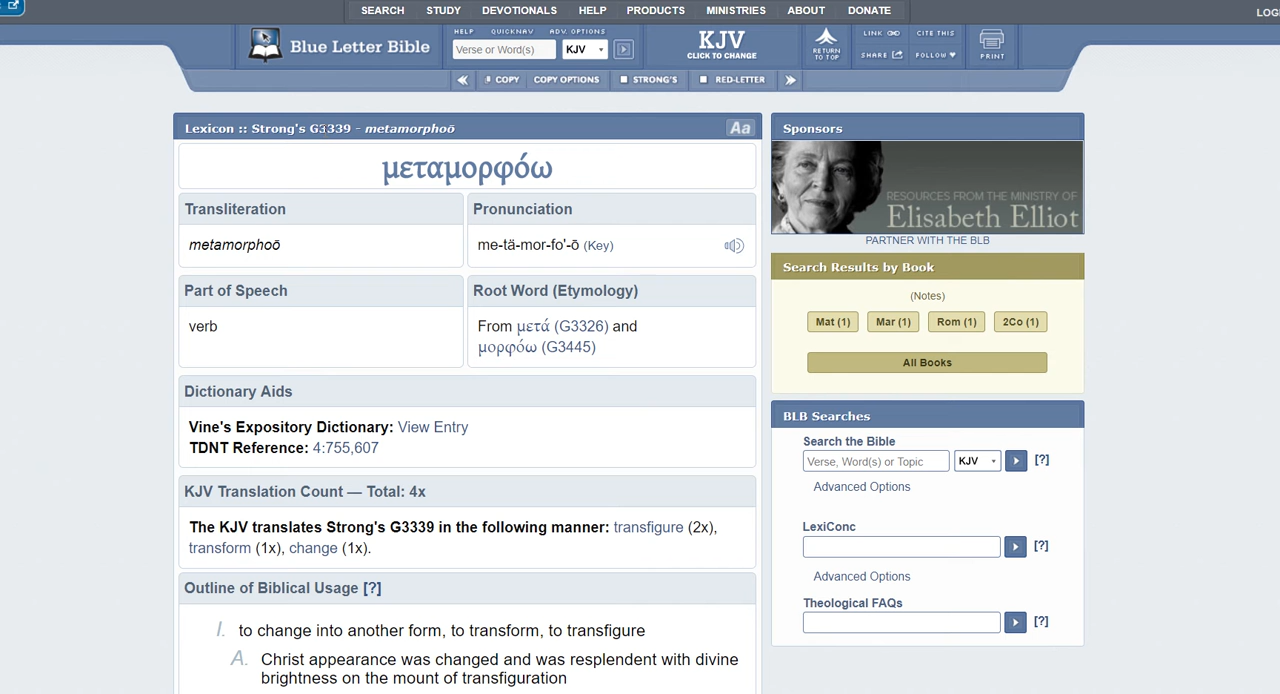 SEARCH STUDY DEVOTIONALS HELP PRODUCTS MINISTRIES ABOUT DONATE
Blue Letter Bible
HELP QUICKNAV ADV. OPTIONS
Verse or Word(s) KJV
KJV
CLICK TO CHANGE
RETURN
TO TOP
LINK CITE THIS
SHARE FOLLOW
PRINT
COPY COPY OPTIONS STRONG'S RED-LETTER
Lexicon :: Strong's G3339 - metamorphoō
Aa
μεταμορφόω
Transliteration
metamorphoō
Pronunciation
me-tä-mor-fo'-ō (Key)
Part of Speech
verb
Root Word (Etymology)
From μετά (G3326) and
μορφόω (G3445)
Dictionary Aids
Vine's Expository Dictionary: View Entry
TDNT Reference: 4:755,607
KJV Translation Count — Total: 4x
The KJV translates Strong's G3339 in the following manner: transfigure (2x),
transform (1x), change (1x).
Outline of Biblical Usage [?]
I. to change into another form, to transform, to transfigure
A. Christ appearance was changed and was resplendent with divine
brightness on the mount of transfiguration
Sponsors
RESOURCES FROM THE MINISTRY OF
Elisabeth Elliot
PARTNER WITH THE BLB
Search Results by Book
(Notes)
Mat (1) Mar (1) Rom (1) 2Co (1)
All Books
BLB Searches
Search the Bible
Verse, Word(s) or Topic KJV [?]
Advanced Options
LexiConc
[?]
Advanced Options
Theological FAQs
[?]